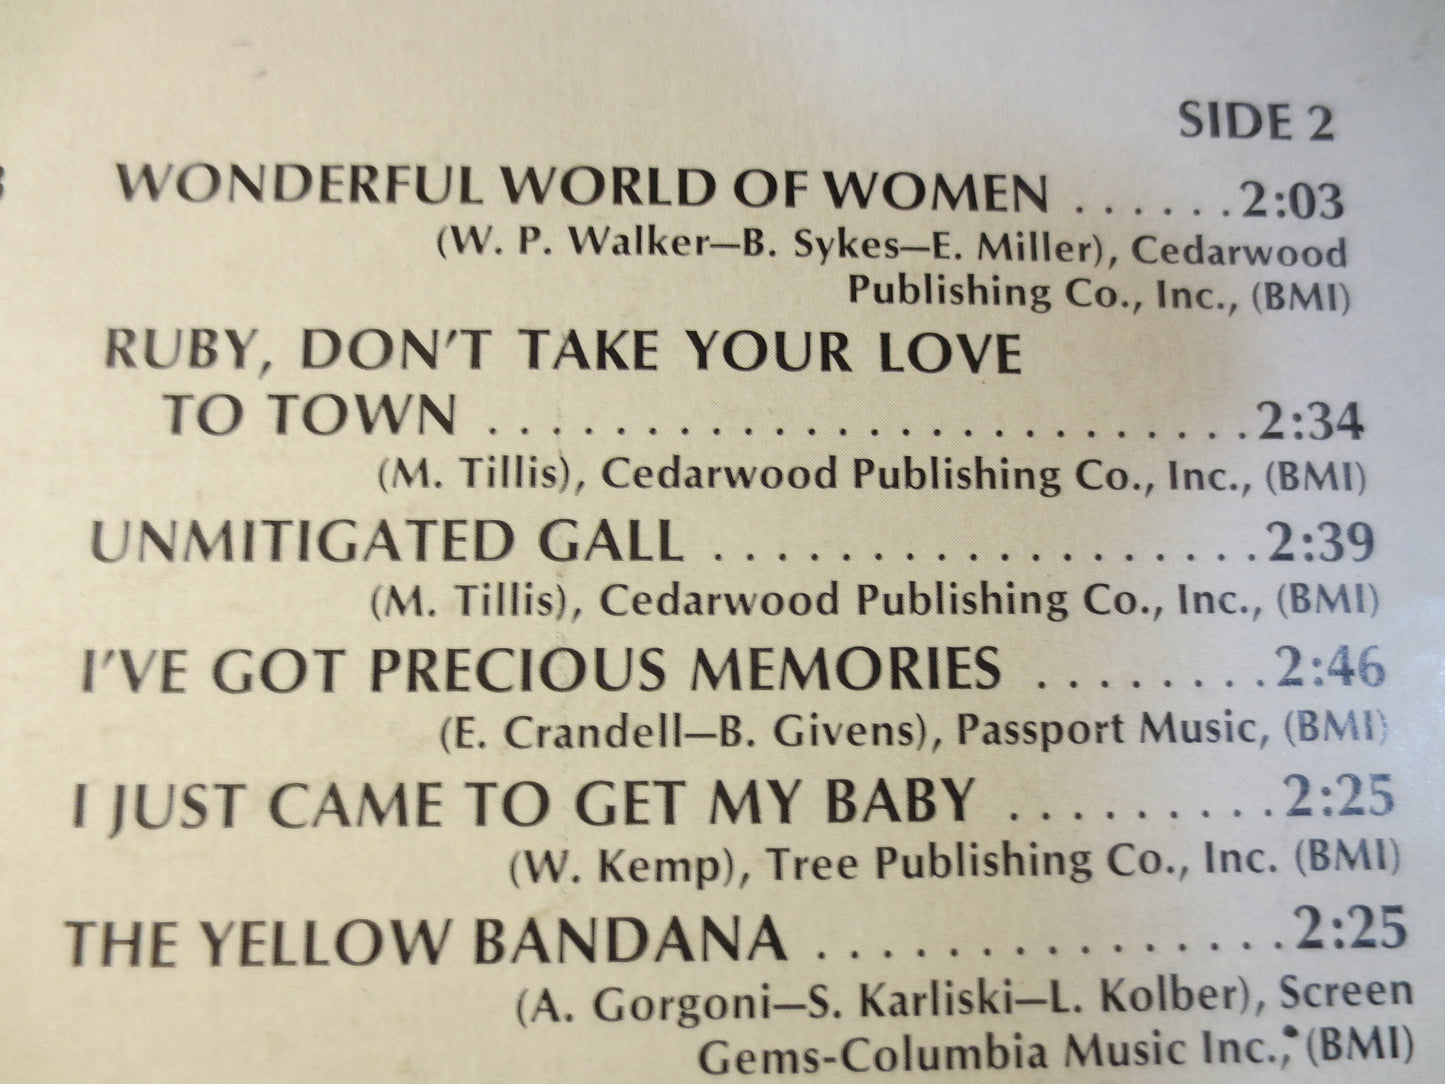 SIDE 2
WONDERFUL WORLD OF WOMEN ......2:03
(W. P. Walker—B. Sykes—E. Miller), Cedarwood
Publishing Co., Inc., (BMI)
RUBY, DON'T TAKE YOUR LOVE
TO TOWN .........................2:34
(M. Tillis), Cedarwood Publishing Co., Inc., (BMI)
UNMITIGATED GALL ..................2:39
(M. Tillis), Cedarwood Publishing Co., Inc., (BMI)
I'VE GOT PRECIOUS MEMORIES ........2:46
(E. Crandell—B. Givens), Passport Music, (BMI)
I JUST CAME TO GET MY BABY .........2:25
(W. Kemp), Tree Publishing Co., Inc. (BMI)
THE YELLOW BANDANA ...............2:25
(A. Gorgoni—S. Karliski—L. Kolber), Screen
Gems-Columbia Music Inc., (BMI)